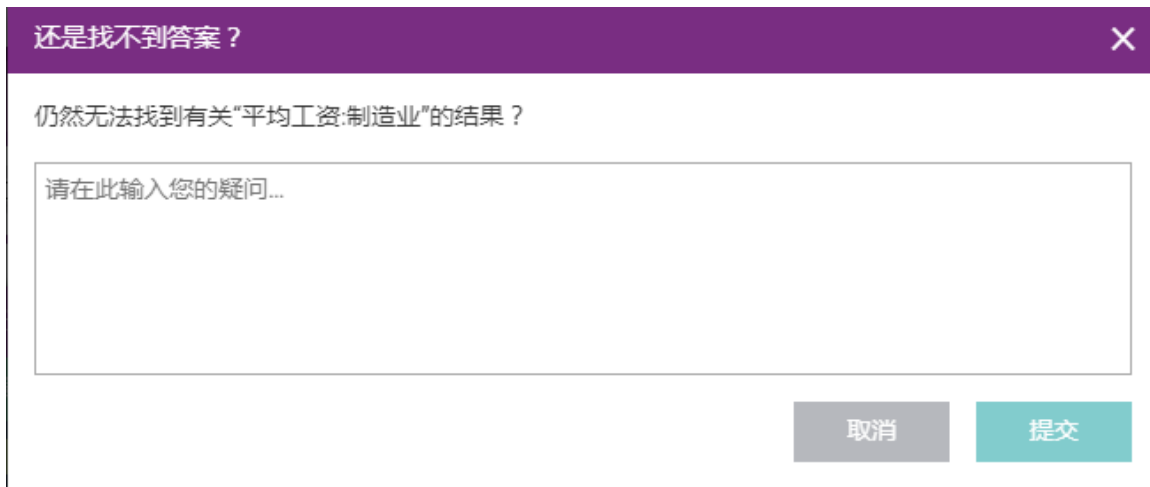 还是找不到答案？
仍然无法找到有关“平均工资:制造业”的结果？
请在此输入您的疑问...
取消
提交